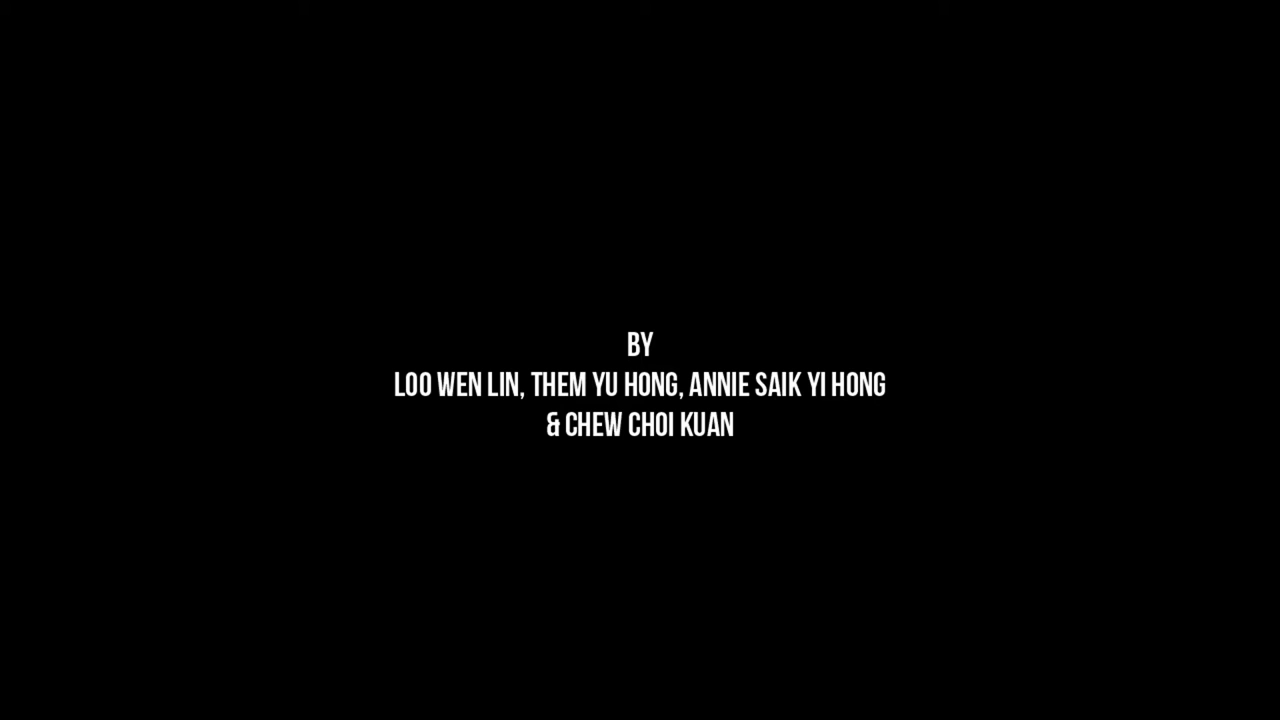 BY
LOO WEN LIN, THEM YU HONG, ANNIE SAIK YI HONG
& CHEW CHOI KUAN